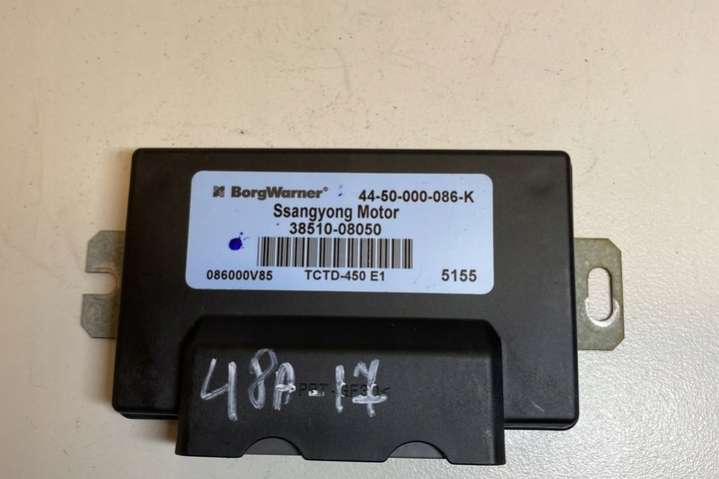 BorgWarner® 44-50-000-086-K
Ssangyong Motor
38510-08050
086000V85 TCTD-450 E1 5155
48A-17